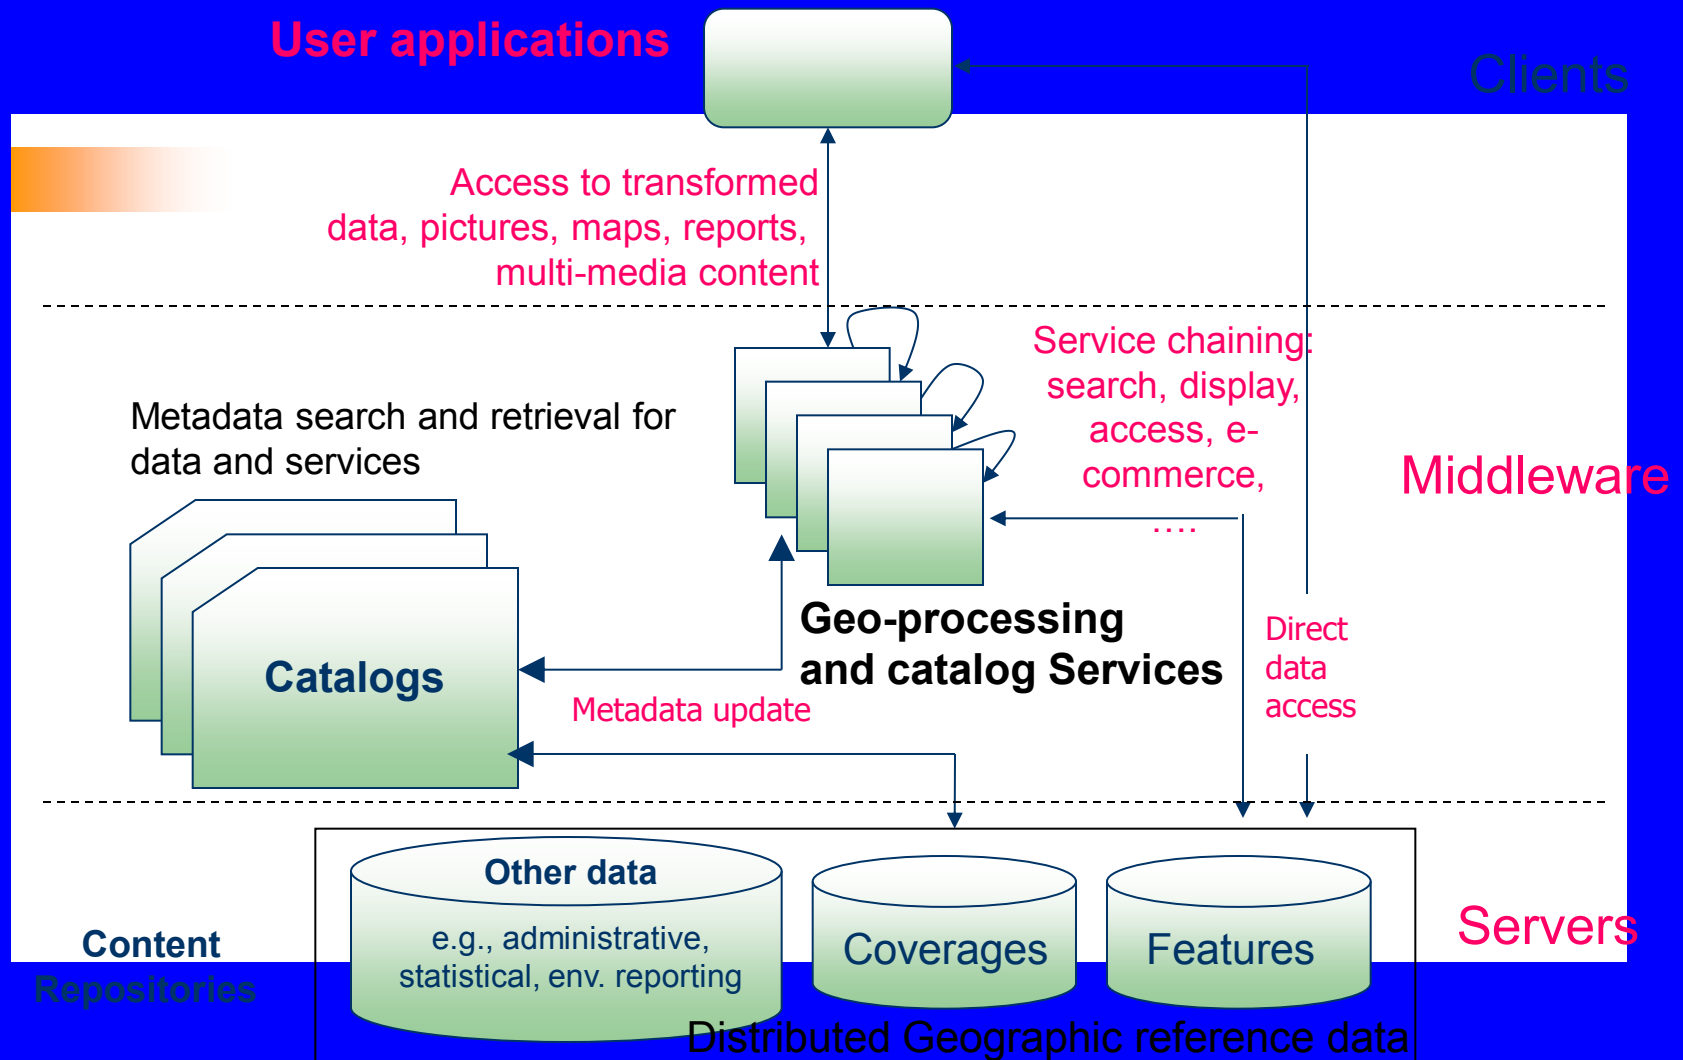 User applications
Clients
Access to transformed
data, pictures, maps, reports,
multi-media content
Service chaining:
search, display,
access, e-
commerce,
....
Metadata search and retrieval for
data and services
Middleware
Catalogs
Geo-processing
and catalog Services
Direct
data
access
Metadata update
Other data
e.g., administrative,
statistical, env. reporting
Coverages
Features
Servers
Content
Repositories
Distributed Geographic reference data